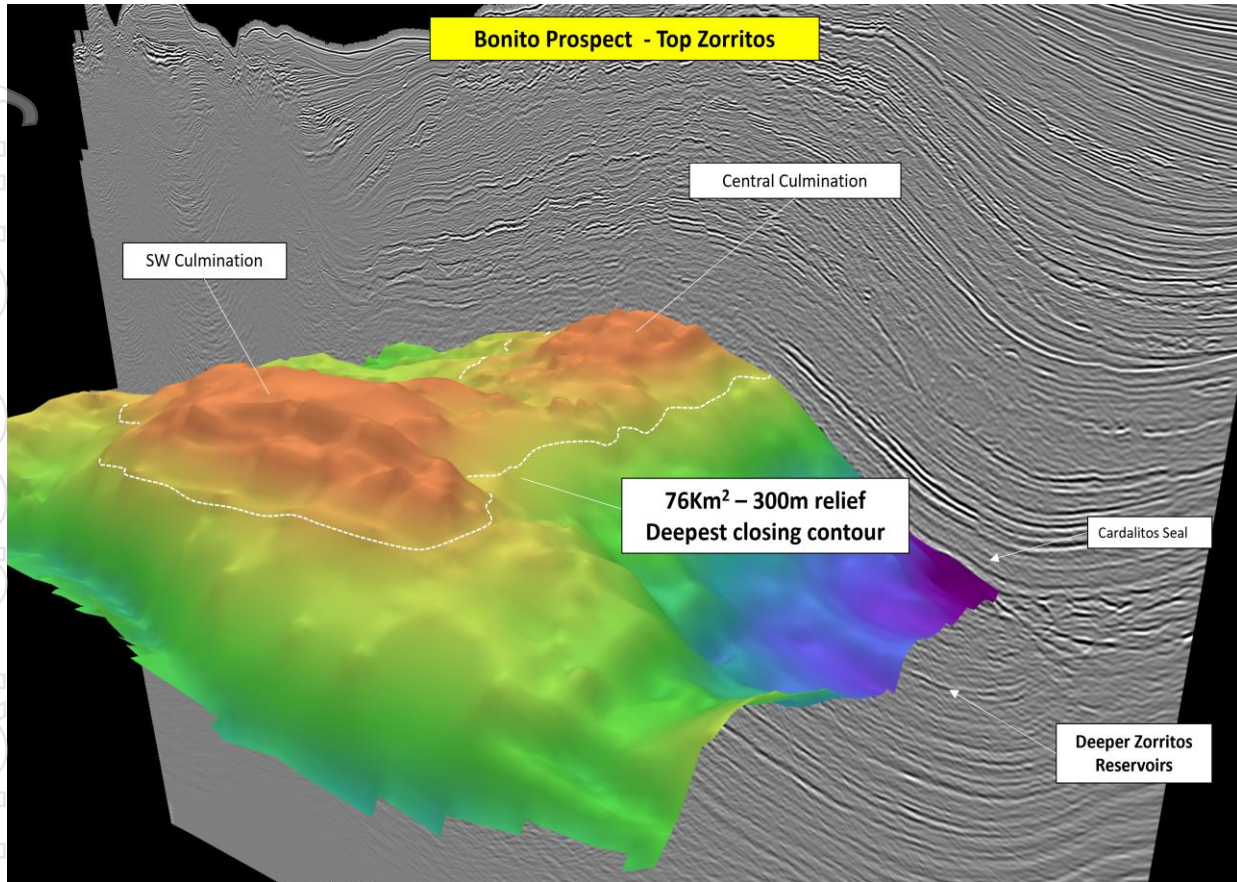 Bonito Prospect - Top Zorritos
Central Culmination
SW Culmination
76Km² – 300m relief
Deepest closing contour
Cardalitos Seal
Deeper Zorritos
Reservoirs